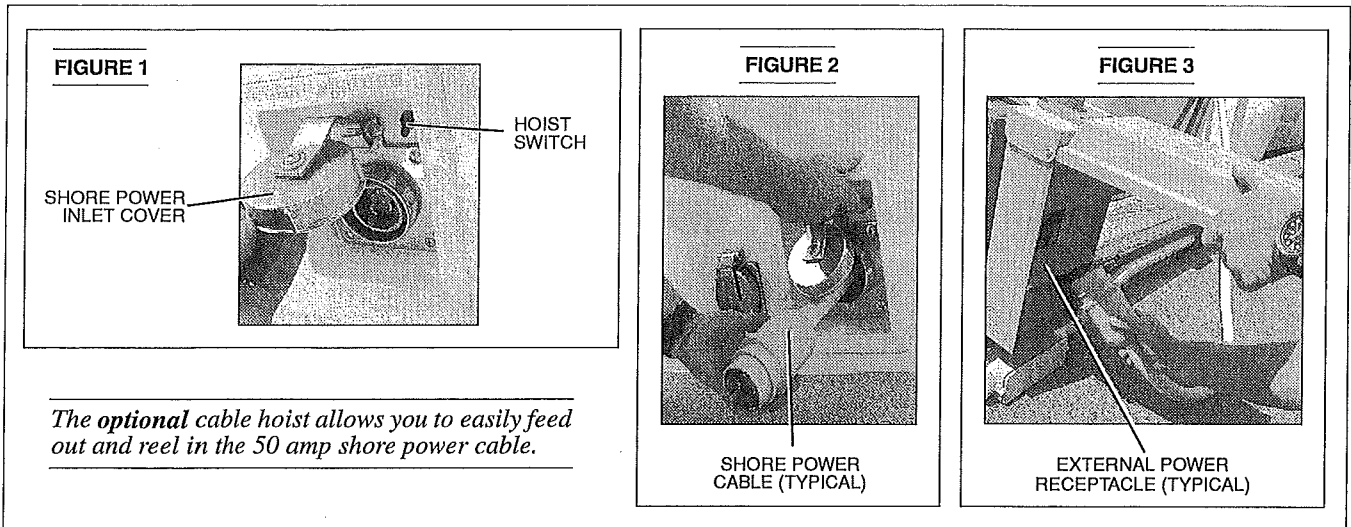 FIGURE 1
HOIST
SWITCH
SHORE POWER
INLET COVER
The optional cable hoist allows you to easily feed
out and reel in the 50 amp shore power cable.
FIGURE 2
SHORE POWER
CABLE (TYPICAL)
FIGURE 3
EXTERNAL POWER
RECEPTACLE (TYPICAL)